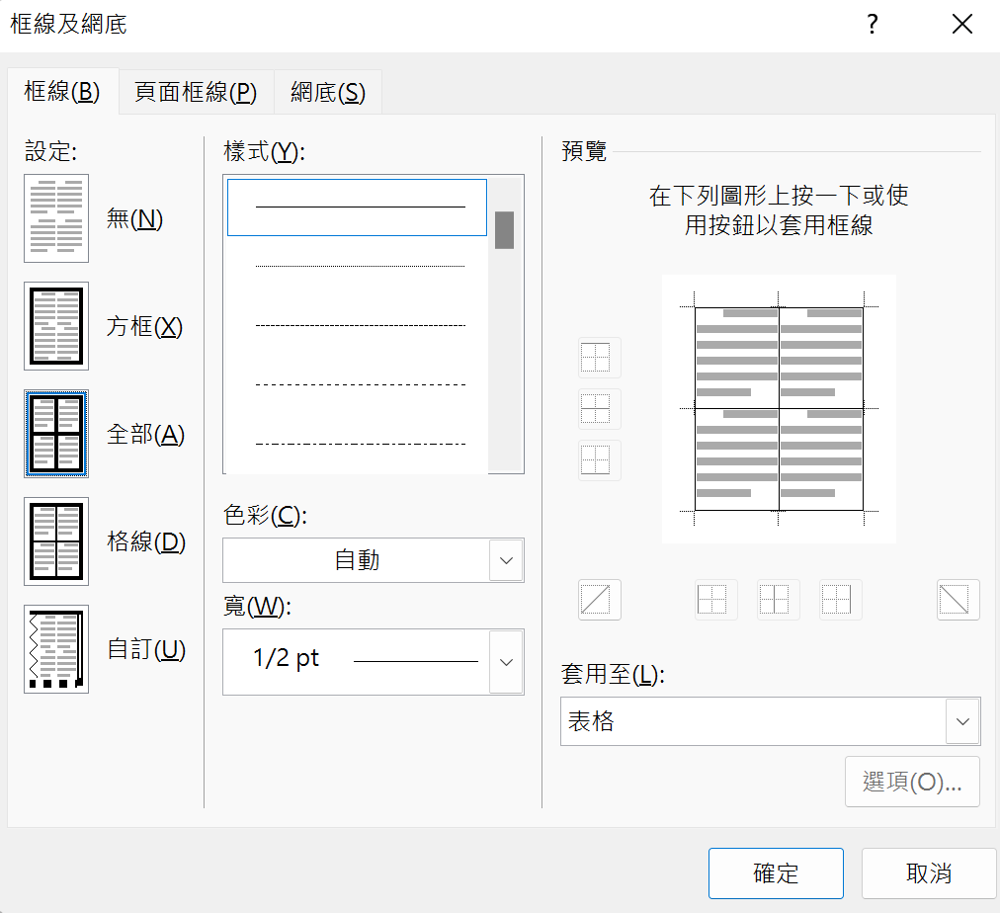 框線及網底
?
框線(B)
頁面框線(P)
網底(S)
設定:
無(N)
方框(X)
全部(A)
格線(D)
自訂(U)
樣式(Y):
色彩(C):
自動
寬(W):
1/2 pt
預覽
在下列圖形上按一下或使
用按鈕以套用框線
套用至(L):
表格
選項(O)...
確定
取消